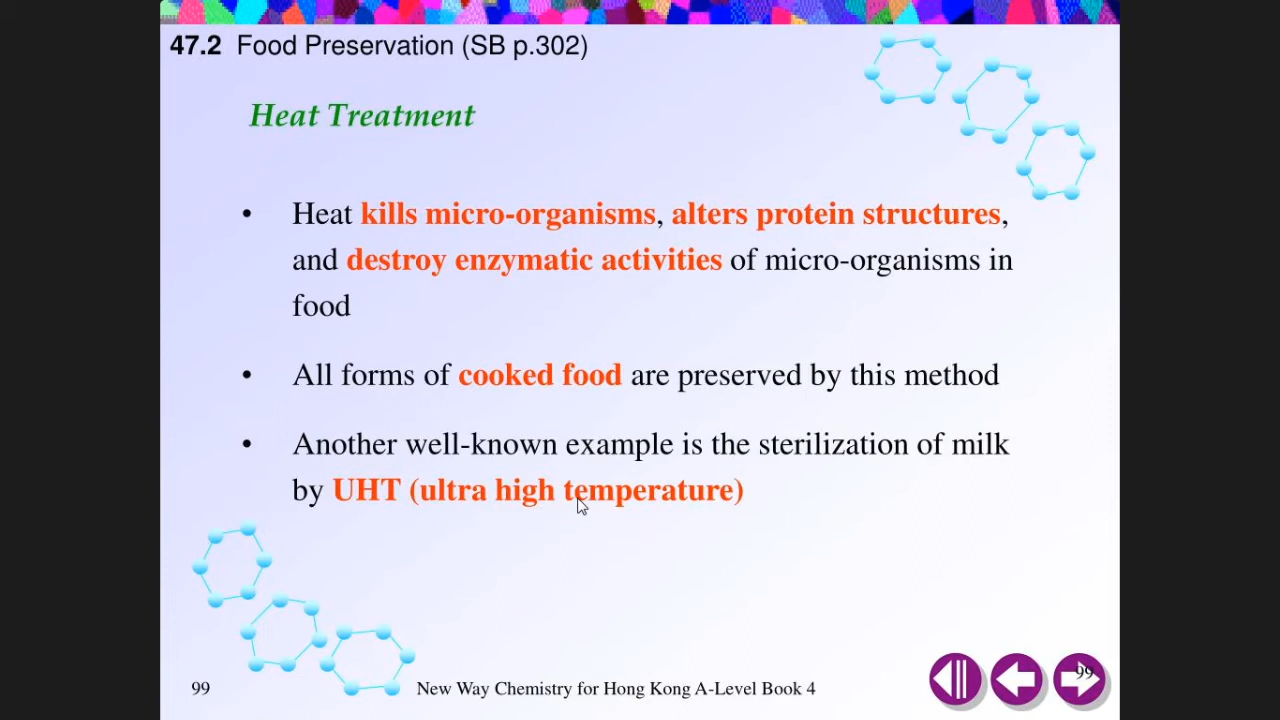 47.2 Food Preservation (SB p.302)
Heat Treatment
• Heat kills micro-organisms, alters protein structures,
and destroy enzymatic activities of micro-organisms in
food
• All forms of cooked food are preserved by this method
• Another well-known example is the sterilization of milk
by UHT (ultra high temperature)
99
New Way Chemistry for Hong Kong A-Level Book 4
99